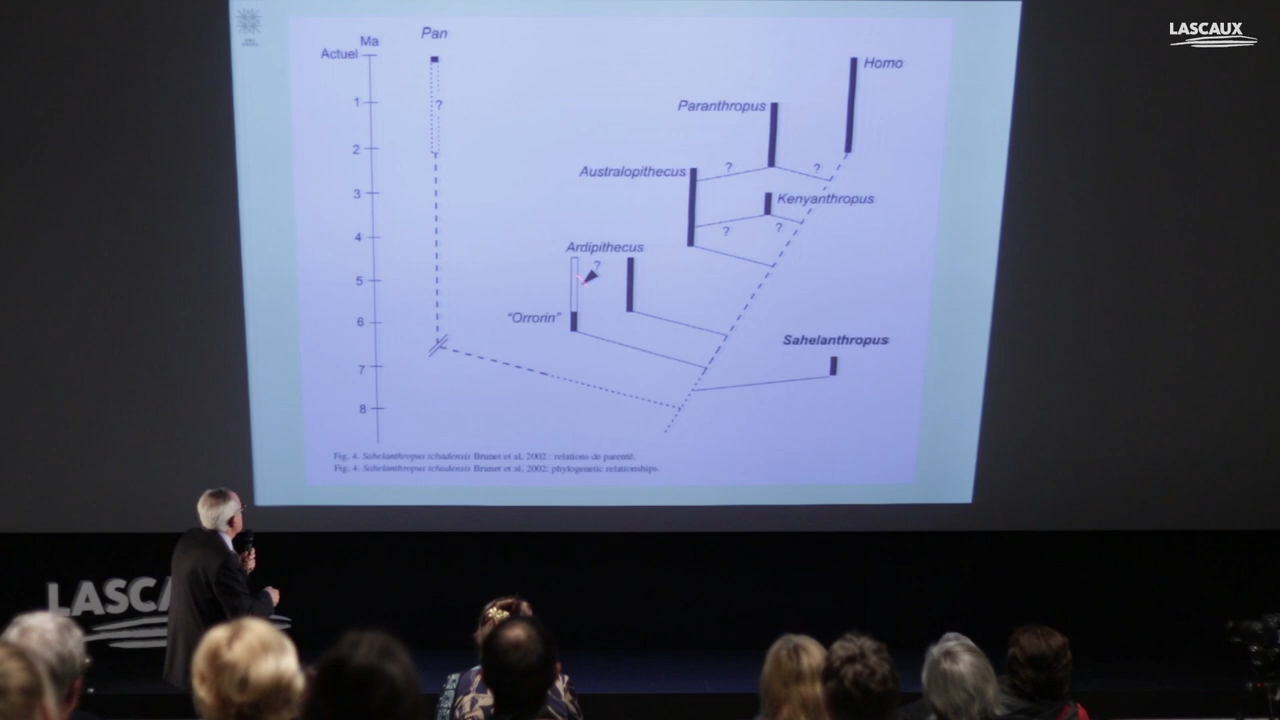 LASCAUX
Pan
Ma
Actuel
Homo
1
?
Paranthropus
2
?
?
Australopithecus
3
Kenyanthropus
?
?
4
Ardipithecus
?
5
"Orrorin"
6
Sahelanthropus
7
8
Fig. 4. Sahelanthropus tchadensis Brunet et al, 2002 : relations de parenté.
Fig. 4. Sahelanthropus tchadensis Brunet et al, 2002: phylogenetic relationships.
LASCA